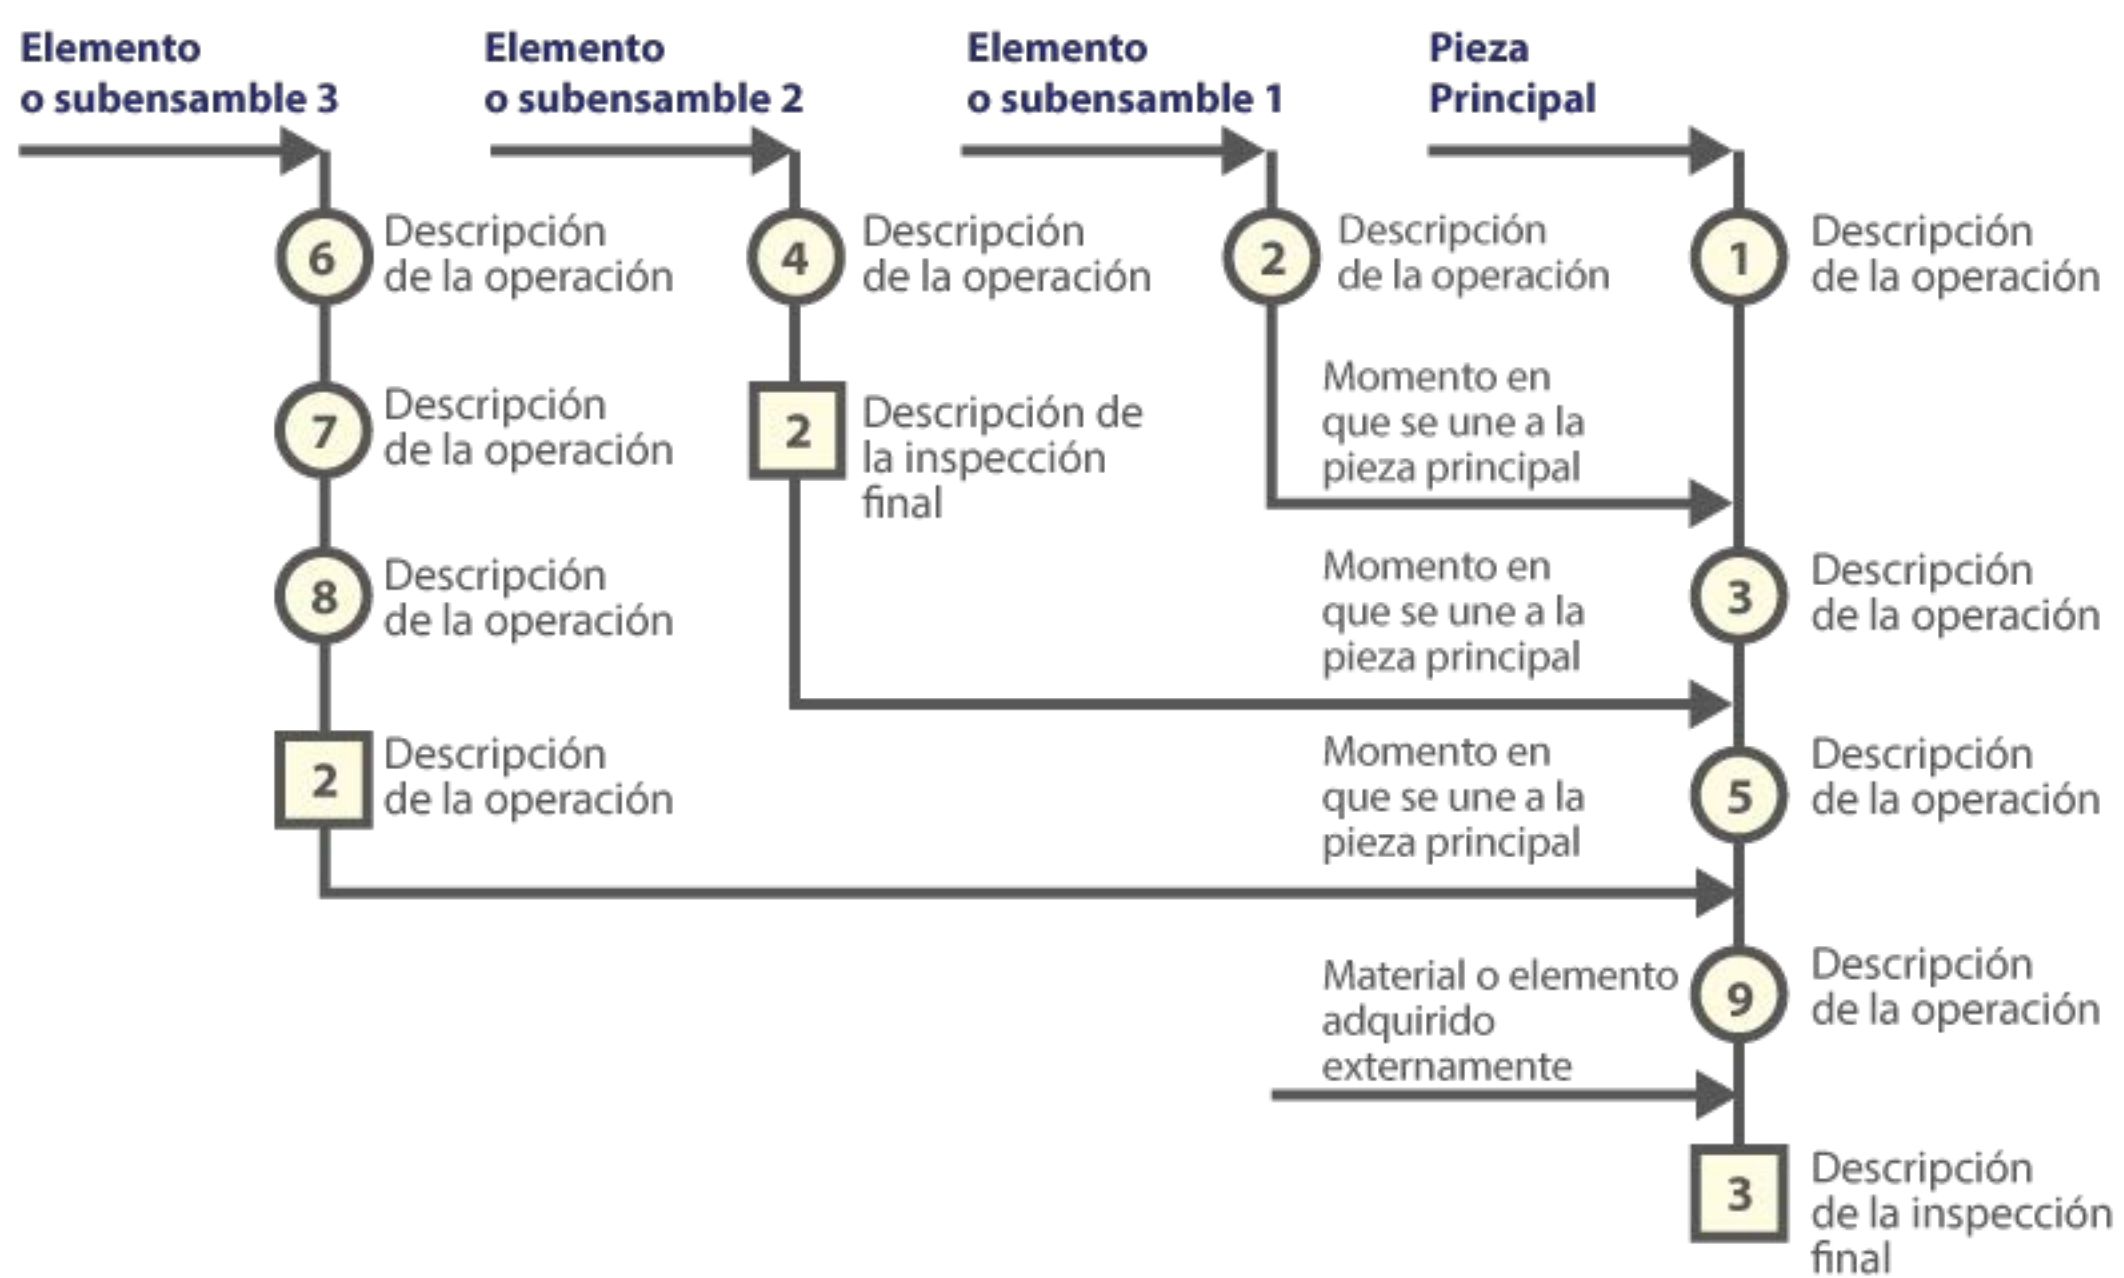 Elemento
o subensamble 3
Elemento
o subensamble 2
Elemento
o subensamble 1
Pieza
Principal
6
Descripción
de la operación
4
Descripción
de la operación
2
Descripción
de la operación
1
Descripción
de la operación
7
Descripción
de la operación
2
Descripción de
la inspección
final
Momento en
que se une a la
pieza principal
8
Descripción
de la operación
Momento en
que se une a la
pieza principal
3
Descripción
de la operación
2
Descripción
de la operación
Momento en
que se une a la
pieza principal
5
Descripción
de la operación
Material o elemento
adquirido
externamente
9
Descripción
de la operación
3
Descripción
de la inspección
final